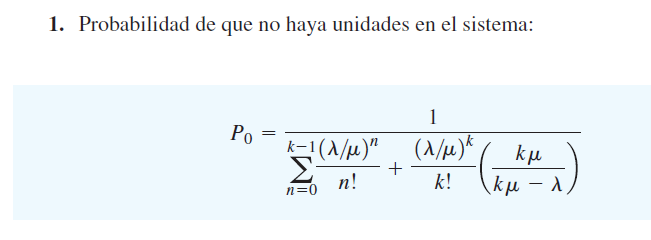 1. Probabilidad de que no haya unidades en el sistema:
P₀ = 1 / ( k−1 Σ n=0 (λ/μ)ⁿ / n! + (λ/μ)ᵏ / k! ( kμ / kμ − λ ) )